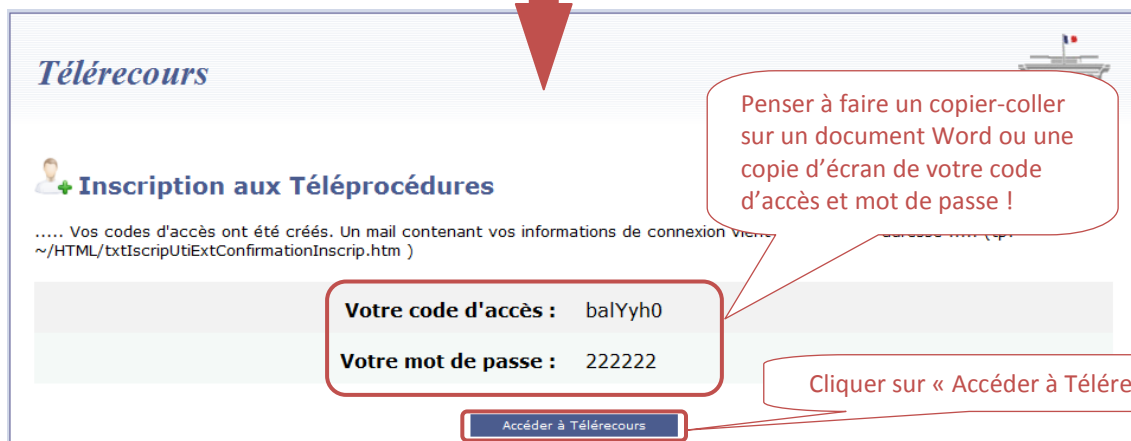 Télérecours
Penser à faire un copier-coller
sur un document Word ou une
copie d’écran de votre code
d’accès et mot de passe !
Inscription aux Téléprocédures
..... Vos codes d'accès ont été créés. Un mail contenant vos informations de connexion vient
~/HTML/txtIscripUtiExtConfirmationInscrip.htm )
Votre code d'accès : balYyh0
Votre mot de passe : 222222
Cliquer sur « Accéder à Télére
Accéder à Télérecours